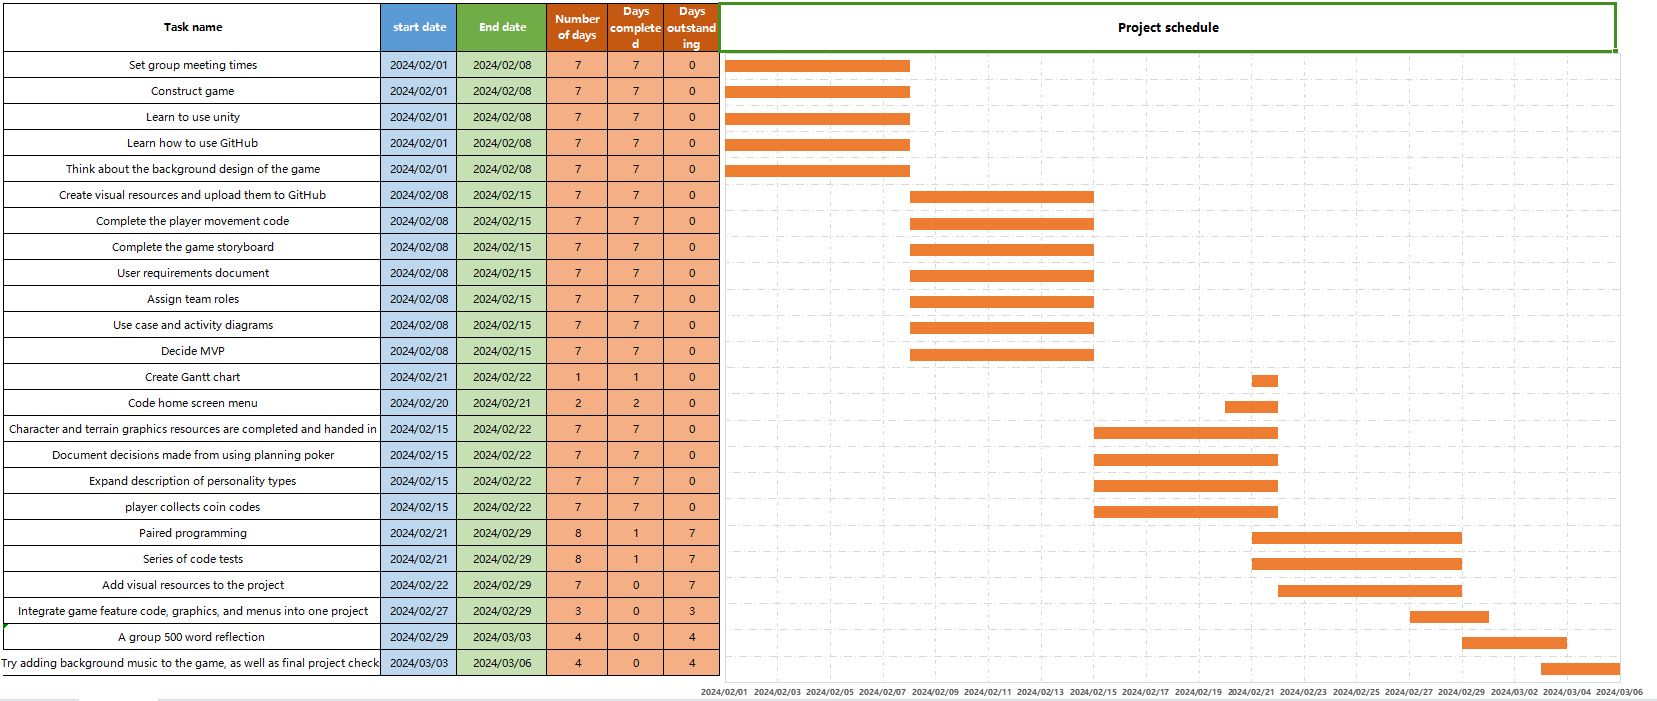 Task name start date End date Number of days Days complete d Days outstand ing Project schedule
Set group meeting times 2024/02/01 2024/02/08 7 7 0
Construct game 2024/02/01 2024/02/08 7 7 0
Learn to use unity 2024/02/01 2024/02/08 7 7 0
Learn how to use GitHub 2024/02/01 2024/02/08 7 7 0
Think about the background design of the game 2024/02/01 2024/02/08 7 7 0
Create visual resources and upload them to GitHub 2024/02/08 2024/02/15 7 7 0
Complete the player movement code 2024/02/08 2024/02/15 7 7 0
Complete the game storyboard 2024/02/08 2024/02/15 7 7 0
User requirements document 2024/02/08 2024/02/15 7 7 0
Assign team roles 2024/02/08 2024/02/15 7 7 0
Use case and activity diagrams 2024/02/08 2024/02/15 7 7 0
Decide MVP 2024/02/08 2024/02/15 7 7 0
Create Gantt chart 2024/02/21 2024/02/22 1 1 0
Code home screen menu 2024/02/20 2024/02/21 2 2 0
Character and terrain graphics resources are completed and handed in 2024/02/15 2024/02/22 7 7 0
Document decisions made from using planning poker 2024/02/15 2024/02/22 7 7 0
Expand description of personality types 2024/02/15 2024/02/22 7 7 0
player collects coin codes 2024/02/15 2024/02/22 7 7 0
Paired programming 2024/02/21 2024/02/29 8 1 7
Series of code tests 2024/02/21 2024/02/29 8 1 7
Add visual resources to the project 2024/02/22 2024/02/29 7 0 7
Integrate game feature code, graphics, and menus into one project 2024/02/27 2024/02/29 3 0 3
A group 500 word reflection 2024/02/29 2024/03/03 4 0 4
Try adding background music to the game, as well as final project check 2024/03/03 2024/03/06 4 0 4
2024/02/01 2024/02/03 2024/02/05 2024/02/07 2024/02/09 2024/02/11 2024/02/13 2024/02/15 2024/02/17 2024/02/19 2024/02/21 2024/02/23 2024/02/25 2024/02/27 2024/02/29 2024/03/02 2024/03/04 2024/03/06